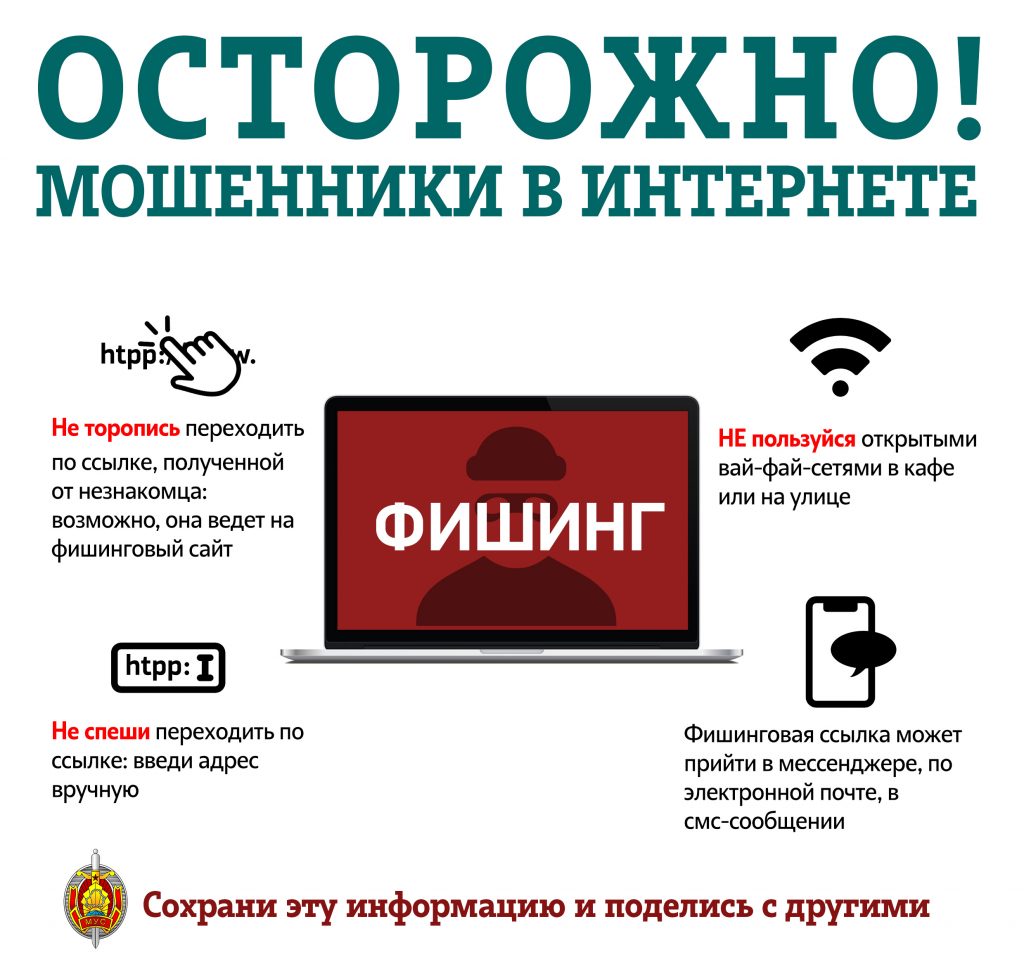 ОСТОРОЖНО!
МОШЕННИКИ В ИНТЕРНЕТЕ
htpp:/ w.
Не торопись переходить
по ссылке, полученной
от незнакомца:
возможно, она ведет на
фишинговый сайт
НЕ пользуйся открытыми
вай-фай-сетями в кафе
или на улице
ФИШИНГ
htpp:
Не спеши переходить по
ссылке: введи адрес
вручную
Фишинговая ссылка может
прийти в мессенджере, по
электронной почте, в
смс-сообщении
МУС
Сохрани эту информацию и поделись с другими